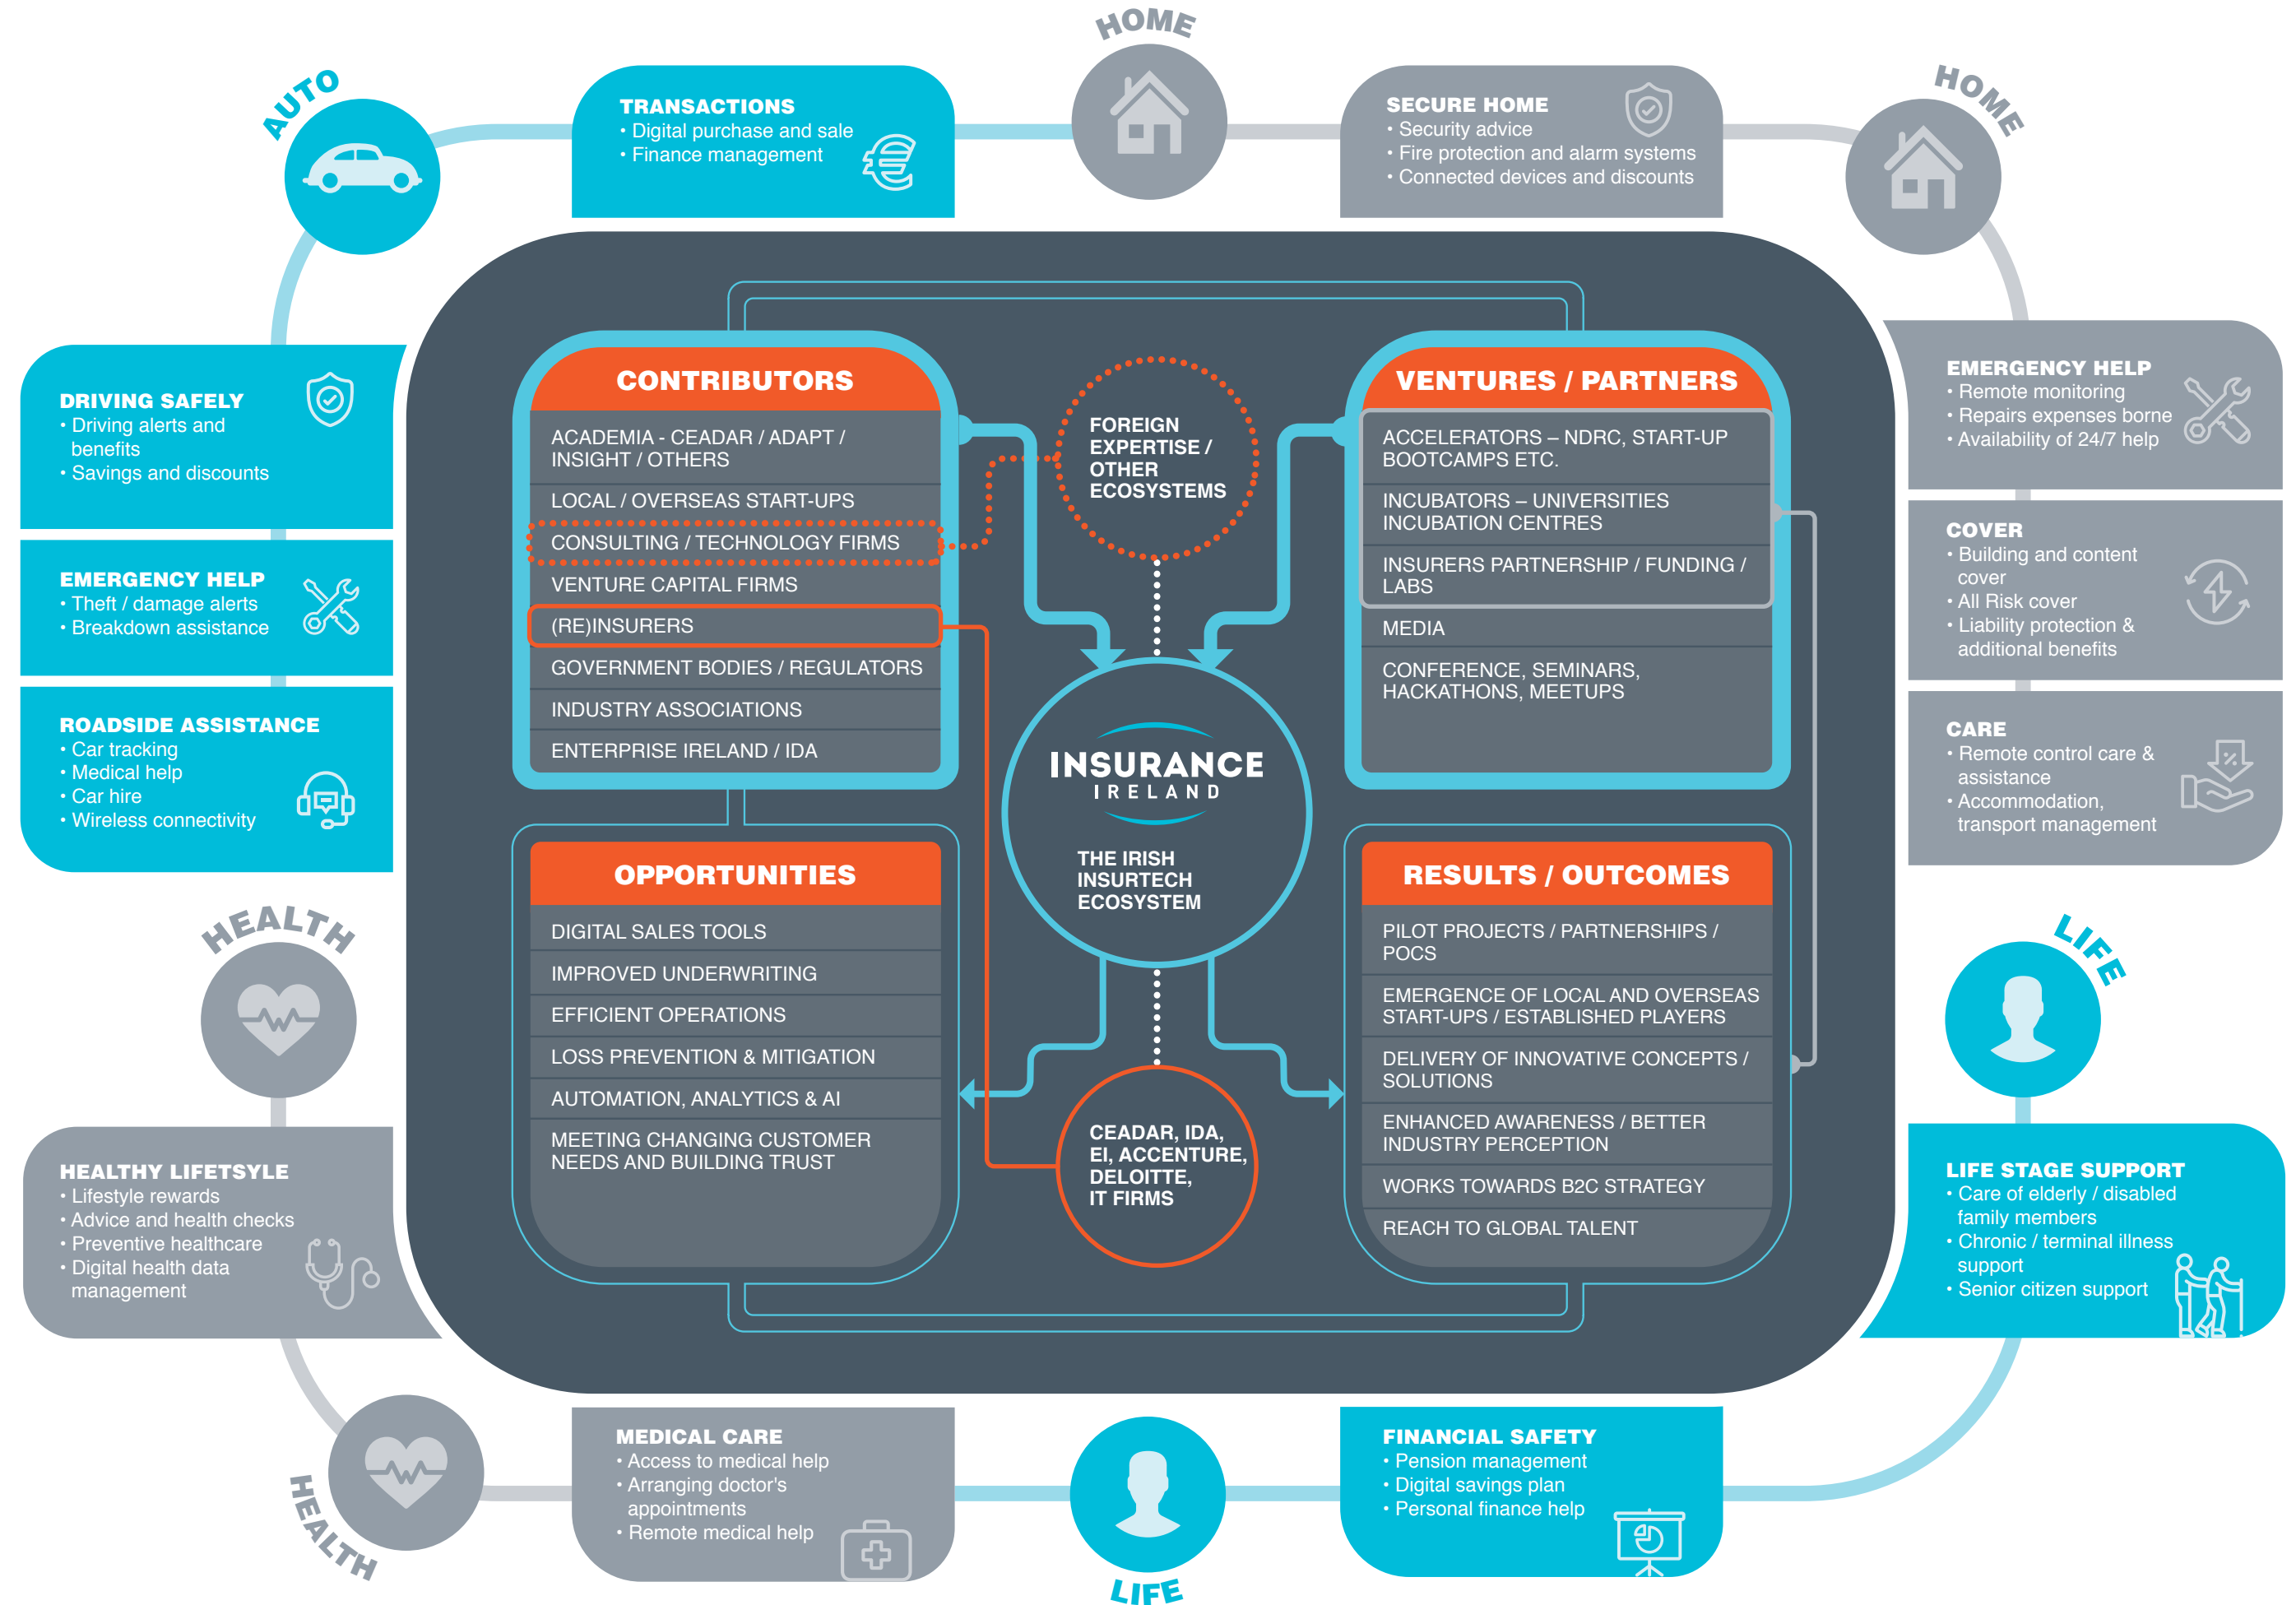 HOME
HOME
AUTO
TRANSACTIONS
• Digital purchase and sale
• Finance management
SECURE HOME
• Security advice
• Fire protection and alarm systems
• Connected devices and discounts
DRIVING SAFELY
• Driving alerts and
benefits
• Savings and discounts
EMERGENCY HELP
• Theft / damage alerts
• Breakdown assistance
ROADSIDE ASSISTANCE
• Car tracking
• Medical help
• Car hire
• Wireless connectivity
CONTRIBUTORS
ACADEMIA - CEADAR / ADAPT /
INSIGHT / OTHERS
LOCAL / OVERSEAS START-UPS
CONSULTING / TECHNOLOGY FIRMS
VENTURE CAPITAL FIRMS
(RE)INSURERS
GOVERNMENT BODIES / REGULATORS
INDUSTRY ASSOCIATIONS
ENTERPRISE IRELAND / IDA
FOREIGN
EXPERTISE /
OTHER
ECOSYSTEMS
VENTURES / PARTNERS
ACCELERATORS – NDRC, START-UP
BOOTCAMPS ETC.
INCUBATORS – UNIVERSITIES
INCUBATION CENTRES
INSURERS PARTNERSHIP / FUNDING /
LABS
MEDIA
CONFERENCE, SEMINARS,
HACKATHONS, MEETUPS
EMERGENCY HELP
• Remote monitoring
• Repairs expenses borne
• Availability of 24/7 help
COVER
• Building and content
cover
• All Risk cover
• Liability protection &
additional benefits
CARE
• Remote control care &
assistance
• Accommodation,
transport management
INSURANCE
IRELAND
THE IRISH
INSURTECH
ECOSYSTEM
OPPORTUNITIES
DIGITAL SALES TOOLS
IMPROVED UNDERWRITING
EFFICIENT OPERATIONS
LOSS PREVENTION & MITIGATION
AUTOMATION, ANALYTICS & AI
MEETING CHANGING CUSTOMER
NEEDS AND BUILDING TRUST
CEADAR, IDA,
EI, ACCENTURE,
DELOITTE,
IT FIRMS
RESULTS / OUTCOMES
PILOT PROJECTS / PARTNERSHIPS /
POCS
EMERGENCE OF LOCAL AND OVERSEAS
START-UPS / ESTABLISHED PLAYERS
DELIVERY OF INNOVATIVE CONCEPTS /
SOLUTIONS
ENHANCED AWARENESS / BETTER
INDUSTRY PERCEPTION
WORKS TOWARDS B2C STRATEGY
REACH TO GLOBAL TALENT
HEALTH
HEALTHY LIFETSYLE
• Lifestyle rewards
• Advice and health checks
• Preventive healthcare
• Digital health data
management
LIFE
LIFE STAGE SUPPORT
• Care of elderly / disabled
family members
• Chronic / terminal illness
support
• Senior citizen support
HEALTH
MEDICAL CARE
• Access to medical help
• Arranging doctor's
appointments
• Remote medical help
LIFE
FINANCIAL SAFETY
• Pension management
• Digital savings plan
• Personal finance help